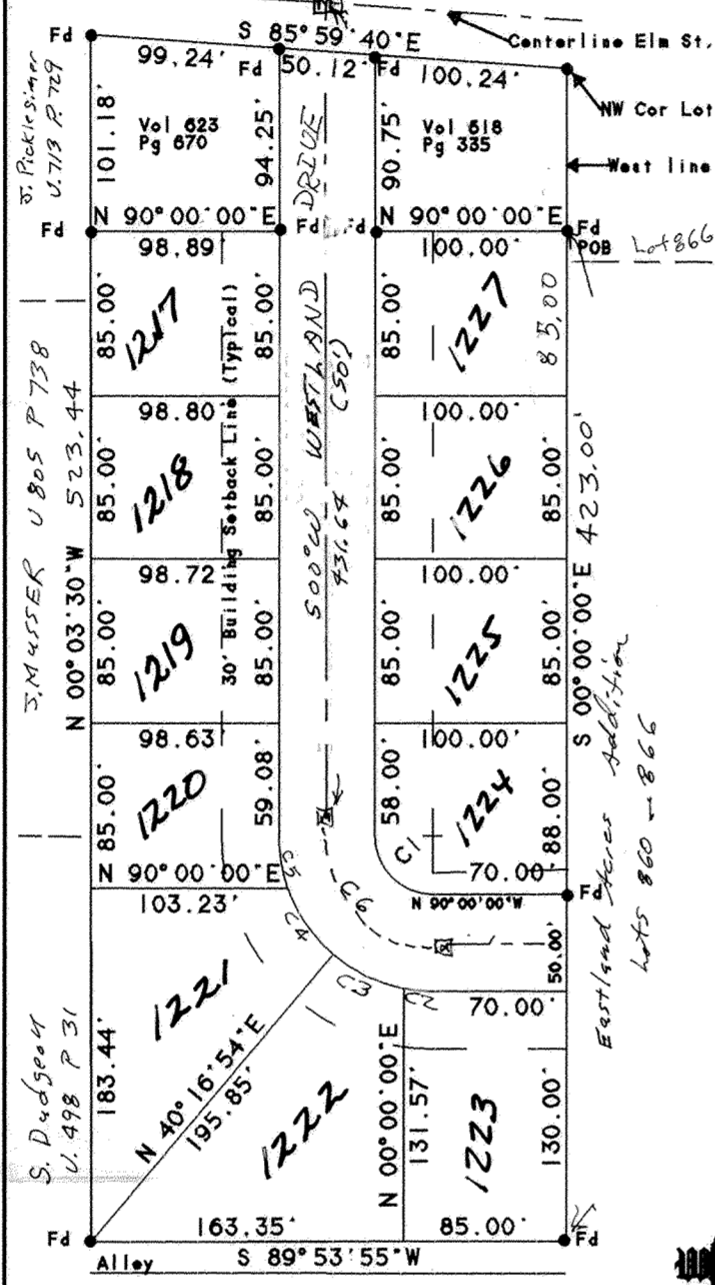 S 85°59'40"E
Centerline Elm St.
Fd
99.24'
Fd
50.12'
100.24'
NW Cor Lot
J. Picklesimer
V.713 P.729
101.18'
Vol 623
Pg 670
94.25'
DRIVE
90.75'
Vol 618
Pg 335
West line
N 90°00'00"E
N 90°00'00"E
Fd
Fd
Fd
Fd
POB
Lot 866
98.89'
100.00'
85.00'
1217
30' Building Setback Line (Typical)
85.00'
WESTLAND
(50')
85.00'
1227
85.00
J. MUSSER V 805 P 738
N 00°03'30"W 523.44
98.80'
100.00'
85.00'
1218
85.00'
S00°W
431.64
85.00'
1226
85.00'
S 00°00'00"E 423.00'
98.72'
100.00'
85.00'
1219
85.00'
85.00'
1225
85.00'
98.63'
100.00'
85.00'
1220
59.08'
58.00'
1224
88.00'
Eastland Acres Addition
Lots 860 - 866
C1
70.00'
N 90°00'00"E
C5
C6
N 90°00'00"W
Fd
103.23'
C4
50.00'
1221
C3
C2
70.00'
S. Dudgeon
V. 498 P 31
183.44'
N 40°16'54"E
195.85'
1222
N 00°00'00"E
131.57'
1223
130.00'
163.35'
85.00'
Fd
Fd
Alley
S 89°53'55"W